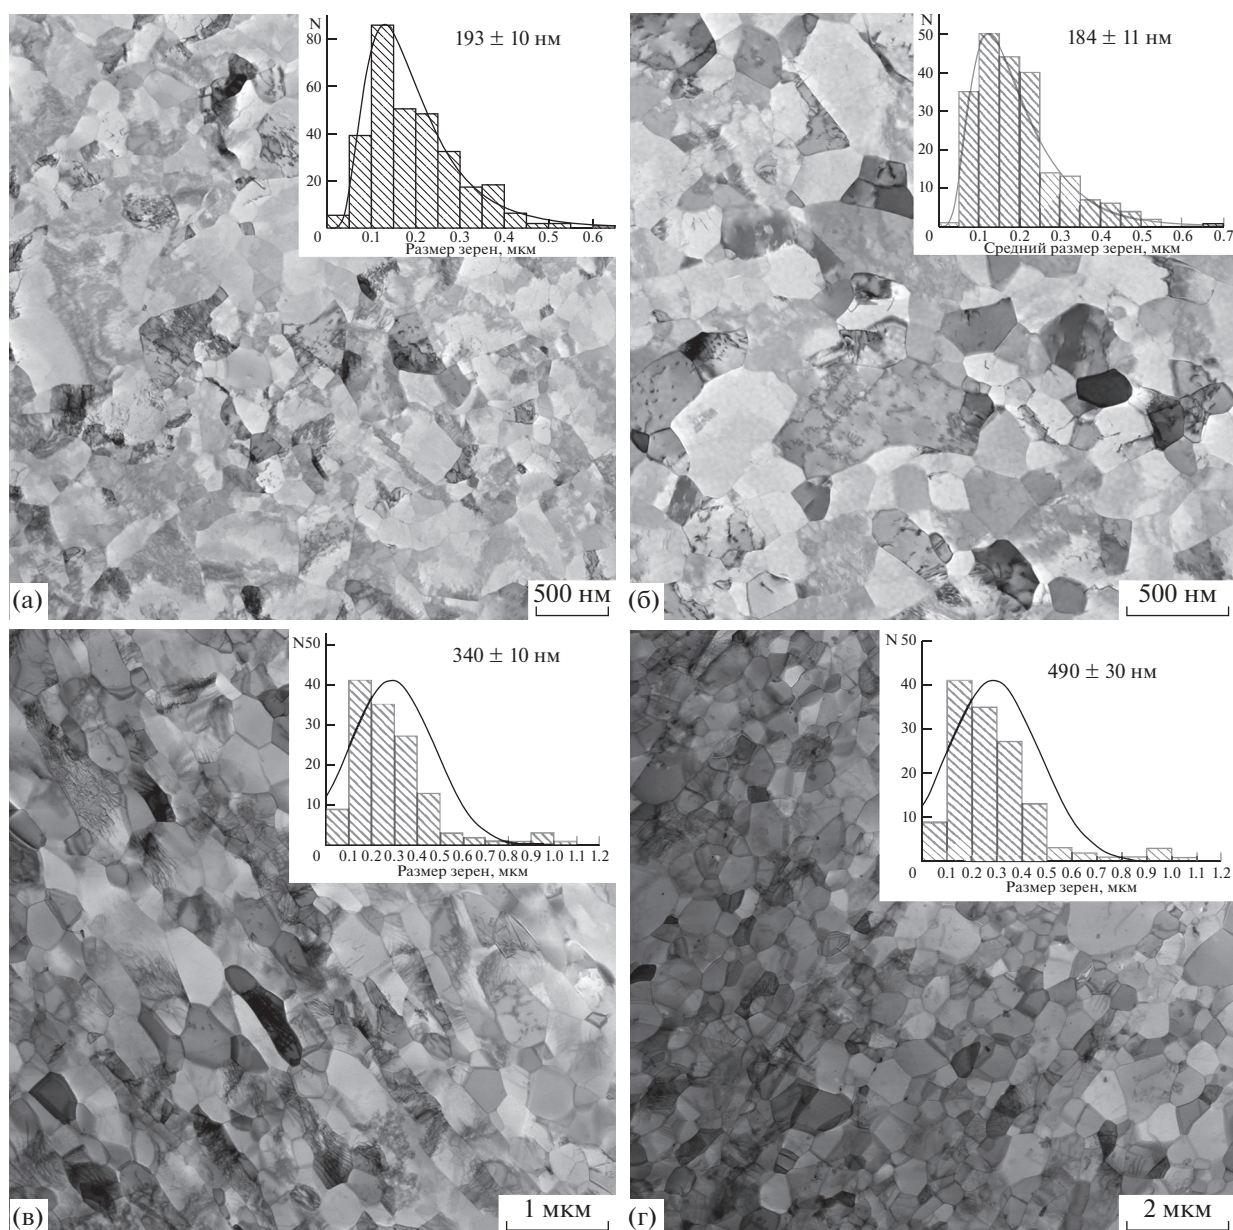 N
193 ± 10 нм
80
60
40
20
0 0.1 0.2 0.3 0.4 0.5 0.6
Размер зерен, мкм
(а)
500 нм
N
184 ± 11 нм
50
40
30
20
10
0 0.1 0.2 0.3 0.4 0.5 0.6 0.7
Средний размер зерен, мкм
(б)
500 нм
N50
340 ± 10 нм
40
30
20
10
0 0.1 0.2 0.3 0.4 0.5 0.6 0.7 0.8 0.9 1.0 1.1 1.2
Размер зерен, мкм
(в)
1 мкм
N 50
490 ± 30 нм
40
30
20
10
0 0.1 0.2 0.3 0.4 0.5 0.6 0.7 0.8 0.9 1.0 1.1 1.2
Размер зерен, мкм
(г)
2 мкм